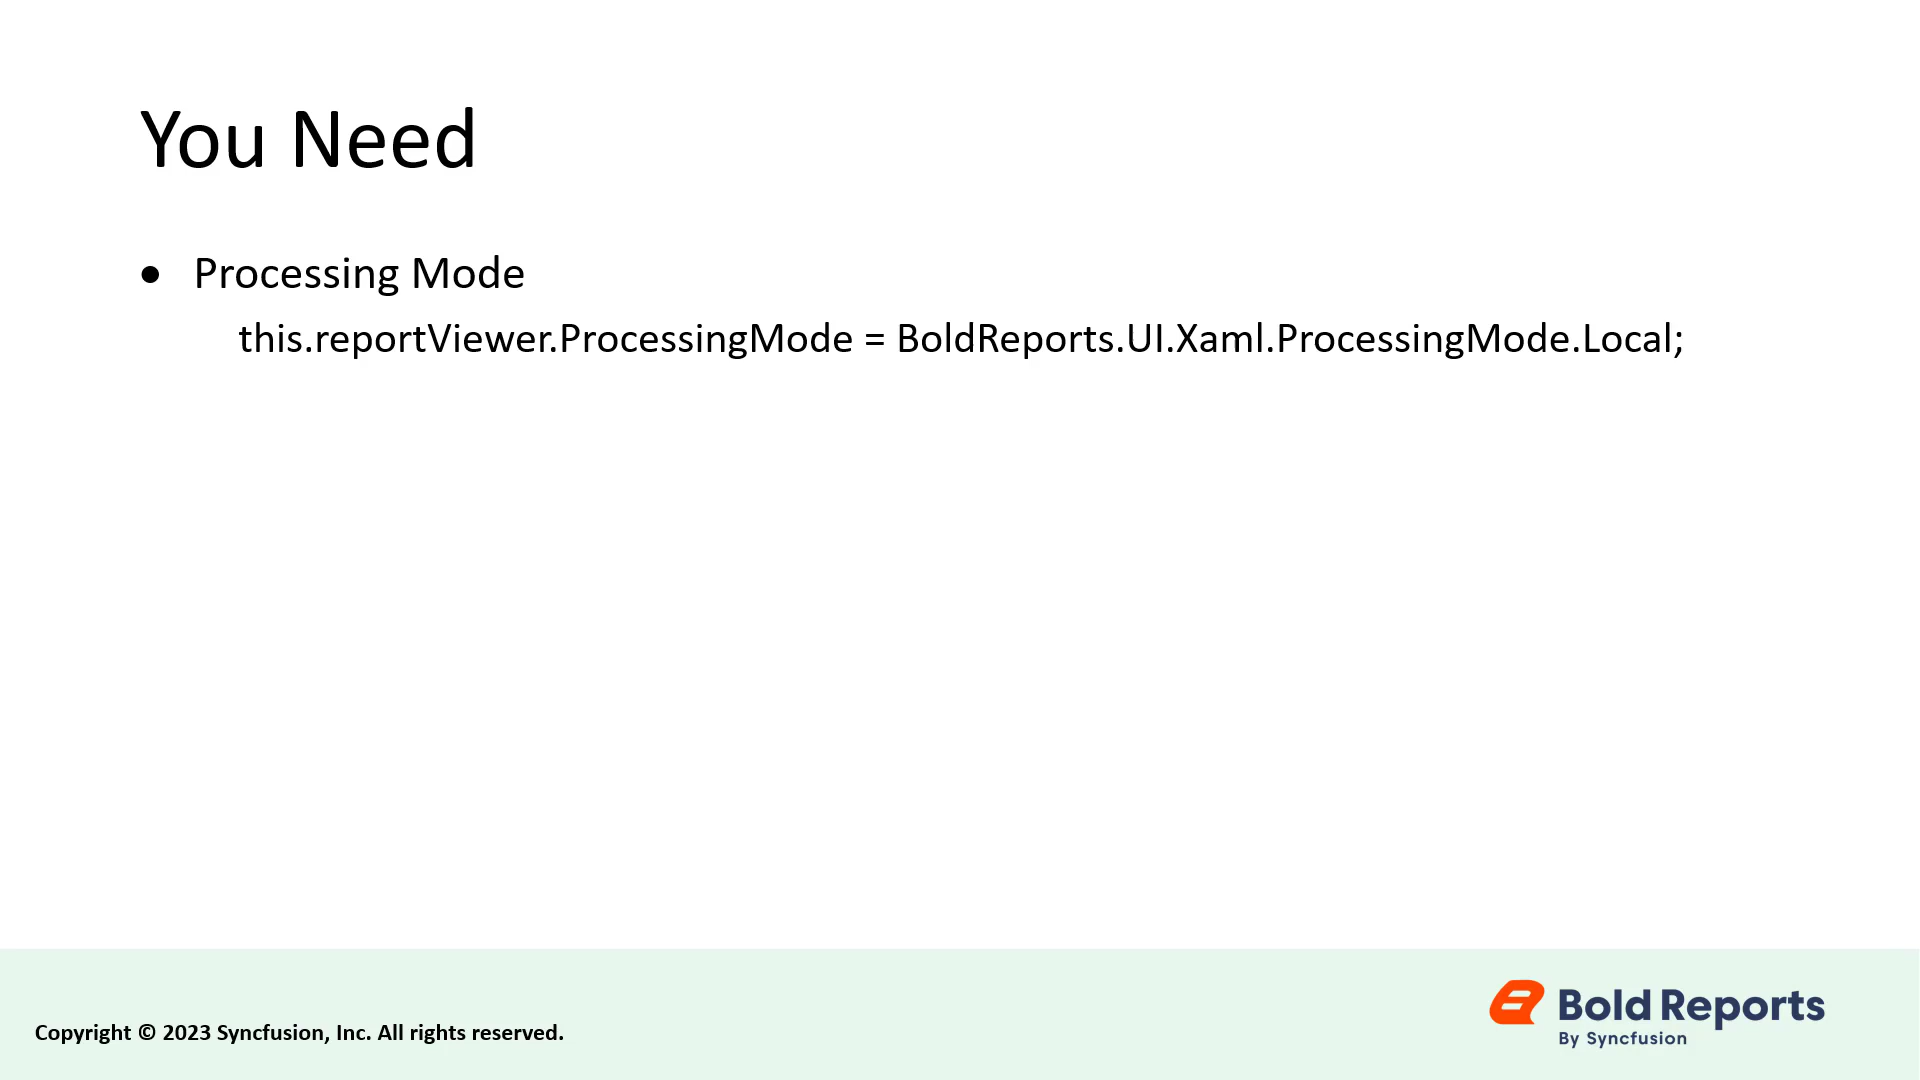 You Need
● Processing Mode
this.reportViewer.ProcessingMode = BoldReports.UI.Xaml.ProcessingMode.Local;
Copyright © 2023 Syncfusion, Inc. All rights reserved.
Bold Reports
By Syncfusion